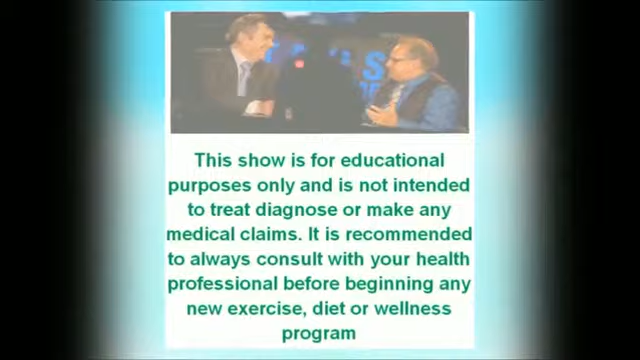 This show is for educational
purposes only and is not intended
to treat diagnose or make any
medical claims. It is recommended
to always consult with your health
professional before beginning any
new exercise, diet or wellness
program